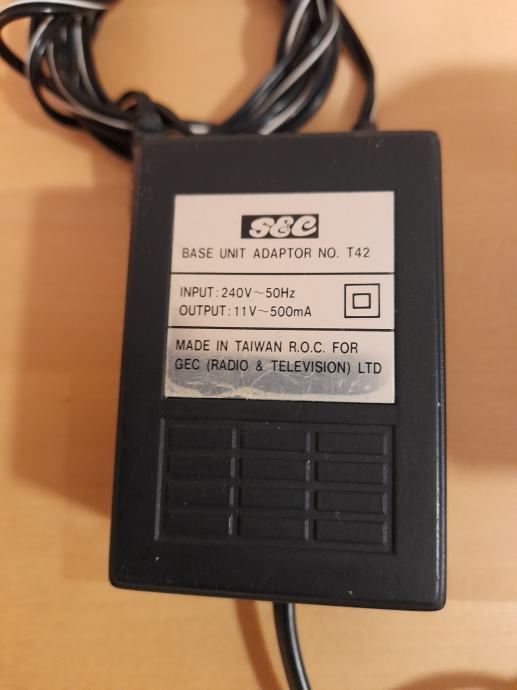 GEC
BASE UNIT ADAPTOR NO. T42
INPUT:240V~50Hz
OUTPUT:11V~500mA
MADE IN TAIWAN R.O.C. FOR
GEC (RADIO & TELEVISION) LTD